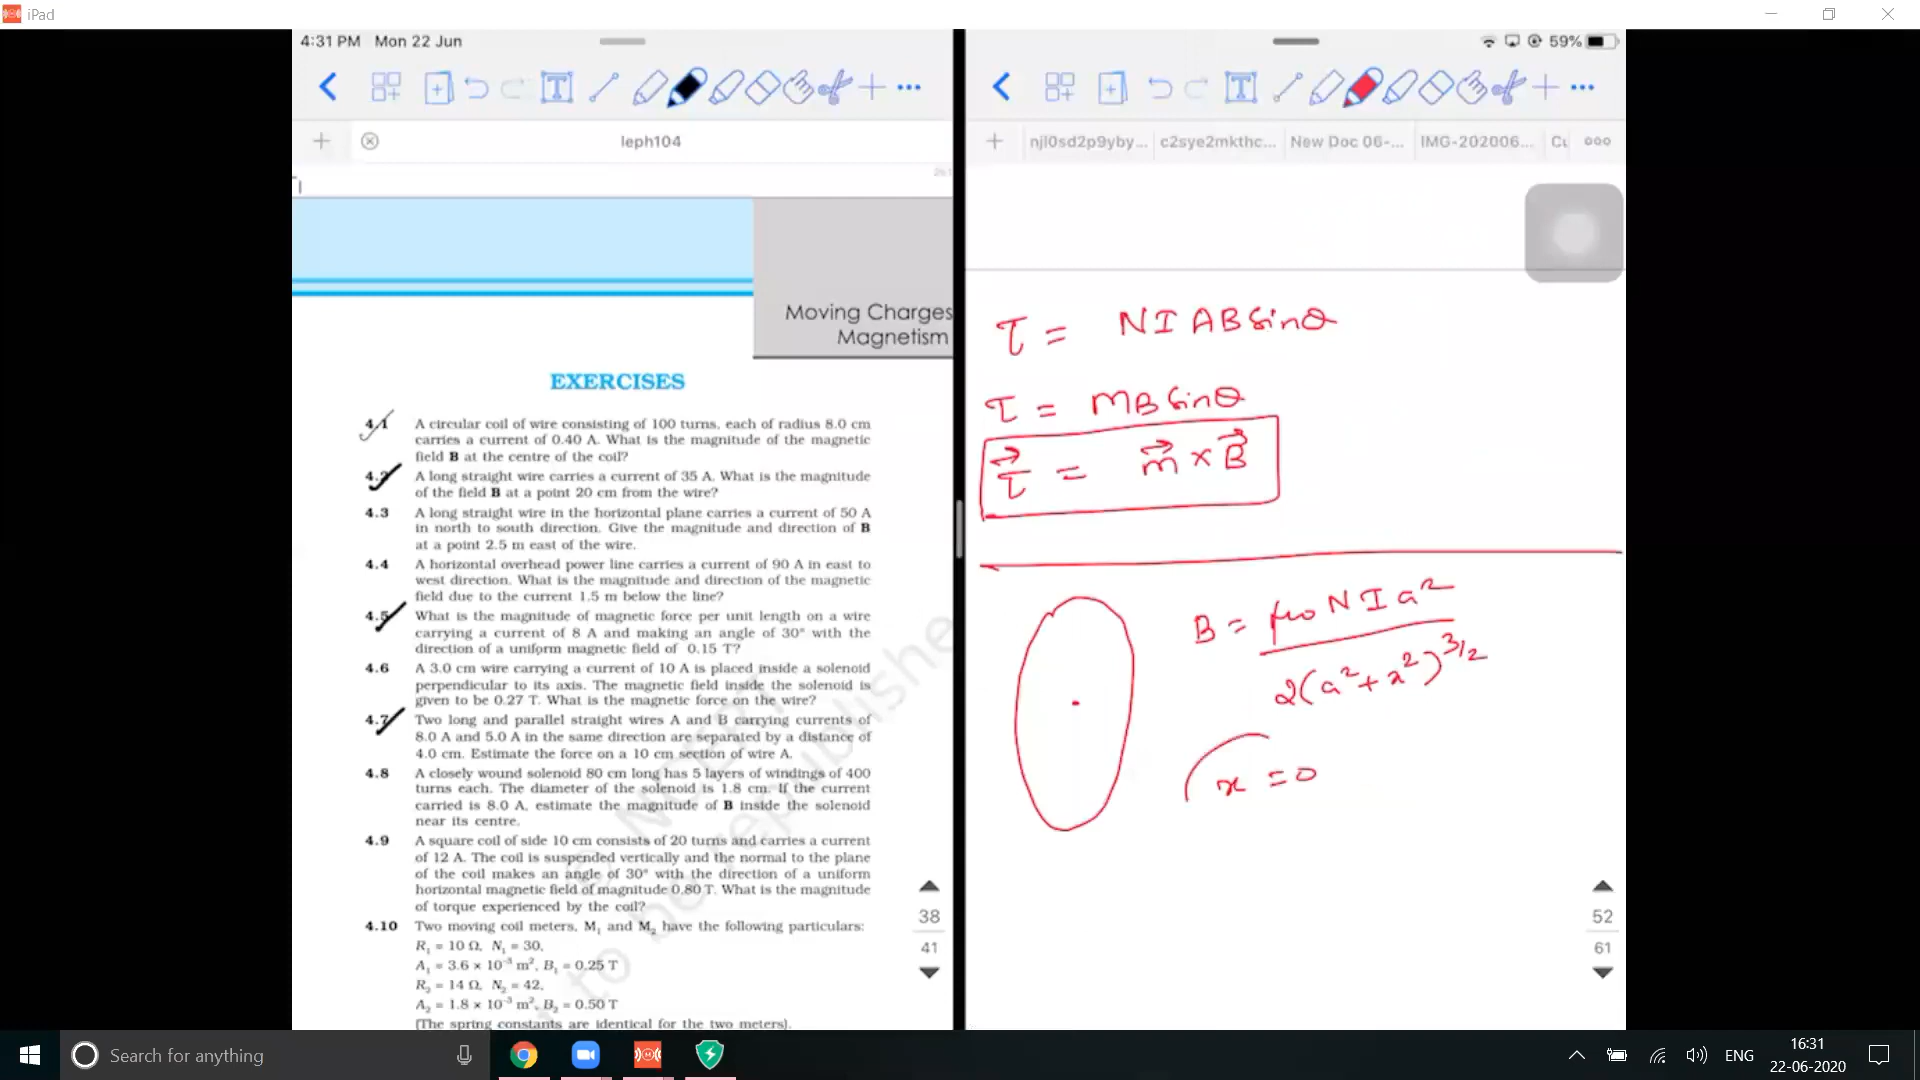 iPad
4:31 PM Mon 22 Jun
59%
leph104
njl0sd2p9yby... c2sye2mkthc... New Doc 06-... IMG-202006...
Moving Charges
Magnetism
EXERCISES
4.1 A circular coil of wire consisting of 100 turns, each of radius 8.0 cm
carries a current of 0.40 A. What is the magnitude of the magnetic
field B at the centre of the coil?
4.2 A long straight wire carries a current of 35 A. What is the magnitude
of the field B at a point 20 cm from the wire?
4.3 A long straight wire in the horizontal plane carries a current of 50 A
in north to south direction. Give the magnitude and direction of B
at a point 2.5 m east of the wire.
4.4 A horizontal overhead power line carries a current of 90 A in east to
west direction. What is the magnitude and direction of the magnetic
field due to the current 1.5 m below the line?
4.5 What is the magnitude of magnetic force per unit length on a wire
carrying a current of 8 A and making an angle of 30° with the
direction of a uniform magnetic field of 0.15 T?
4.6 A 3.0 cm wire carrying a current of 10 A is placed inside a solenoid
perpendicular to its axis. The magnetic field inside the solenoid is
given to be 0.27 T. What is the magnetic force on the wire?
4.7 Two long and parallel straight wires A and B carrying currents of
8.0 A and 5.0 A in the same direction are separated by a distance of
4.0 cm. Estimate the force on a 10 cm section of wire A.
4.8 A closely wound solenoid 80 cm long has 5 layers of windings of 400
turns each. The diameter of the solenoid is 1.8 cm. If the current
carried is 8.0 A, estimate the magnitude of B inside the solenoid
near its centre.
4.9 A square coil of side 10 cm consists of 20 turns and carries a current
of 12 A. The coil is suspended vertically and the normal to the plane
of the coil makes an angle of 30° with the direction of a uniform
horizontal magnetic field of magnitude 0.80 T. What is the magnitude
of torque experienced by the coil?
4.10 Two moving coil meters, M₁ and M₂ have the following particulars:
R₁ = 10 Ω, N₁ = 30,
A₁ = 3.6 × 10⁻³ m², B₁ = 0.25 T
R₂ = 14 Ω, N₂ = 42,
A₂ = 1.8 × 10⁻³ m², B₂ = 0.50 T
(The spring constants are identical for the two meters).
© NCERT
to be republishe
38
41
τ = NIAB sinθ
τ = MB sinθ
τ⃗ = m⃗ × B⃗
B = μ₀NIa² / 2(a²+x²)^3/2
x = 0
52
61
Search for anything
ENG
16:31
22-06-2020